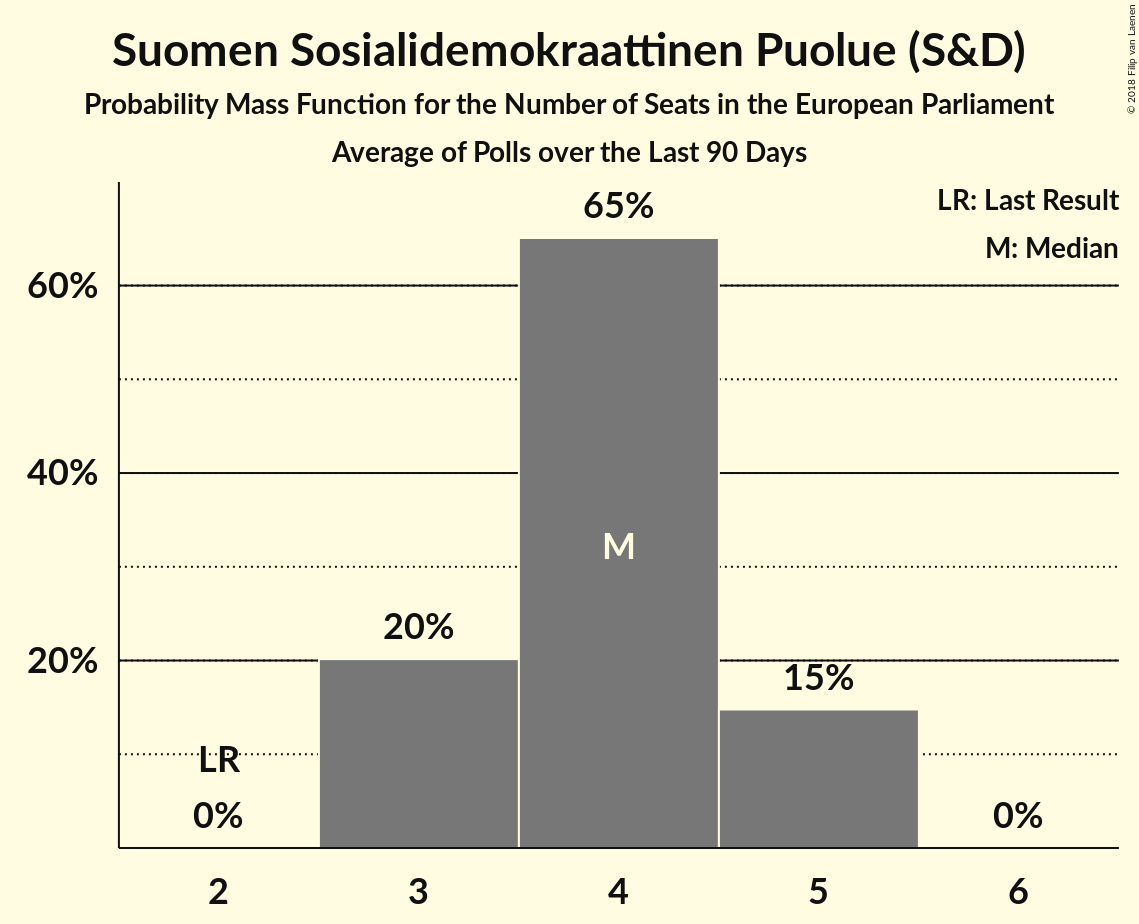 Suomen Sosialidemokraattinen Puolue (S&D)
Probability Mass Function for the Number of Seats in the European Parliament
Average of Polls over the Last 90 Days
© 2018 Filip van Laenen
LR: Last Result
M: Median
65%
60%
40%
M
20%
20%
15%
LR
0%
0%
2 3 4 5 6